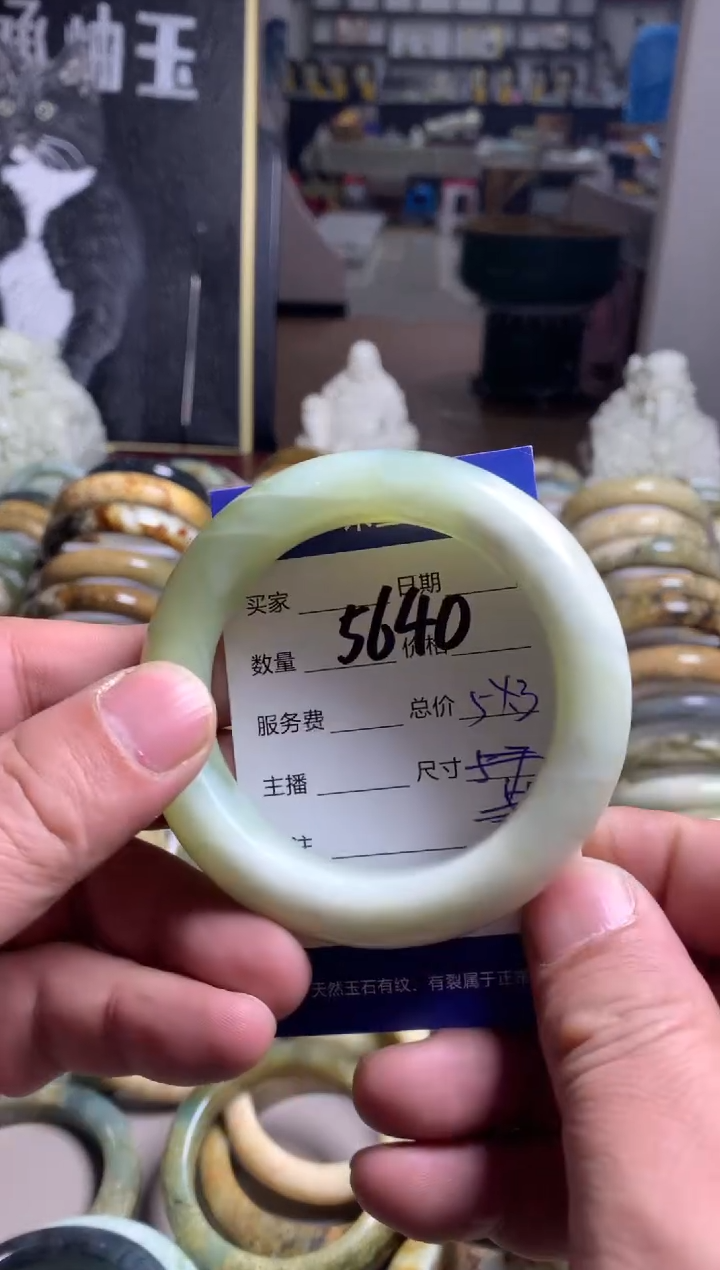 岫玉
买家 日期
5640
数量 价格
服务费 总价 5X3
主播 尺寸
注
天然玉石有纹、有裂属于正